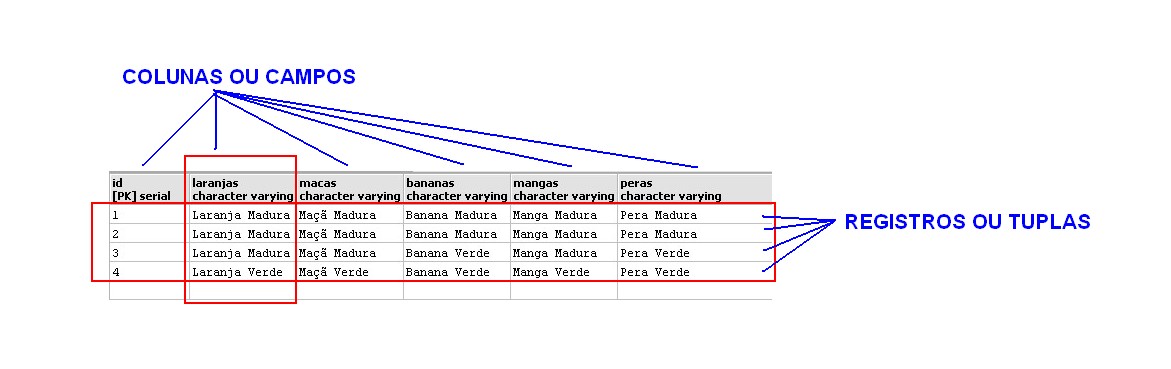 COLUNAS OU CAMPOS
id laranjas macas bananas mangas peras
[PK] serial character varying character varying character varying character varying character varying
1 Laranja Madura Maçã Madura Banana Madura Manga Madura Pera Madura
2 Laranja Madura Maçã Madura Banana Madura Manga Madura Pera Madura
REGISTROS OU TUPLAS
3 Laranja Madura Maçã Madura Banana Verde Manga Madura Pera Verde
4 Laranja Verde Maçã Verde Banana Verde Manga Verde Pera Verde